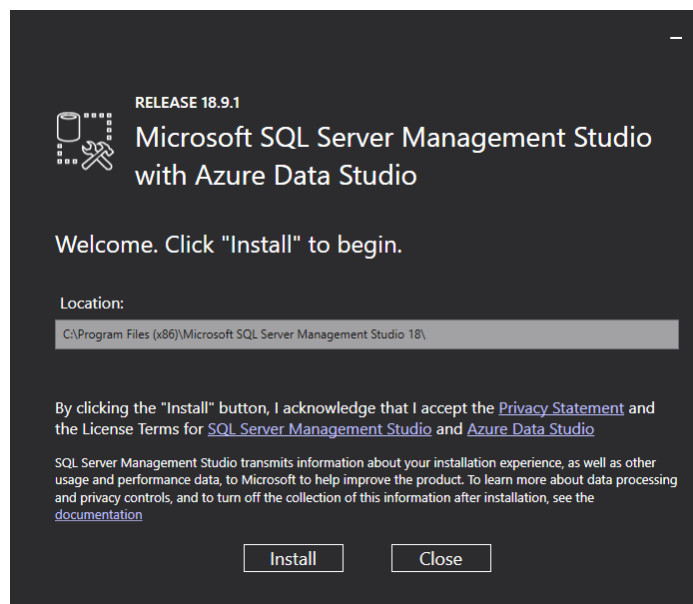 RELEASE 18.9.1
Microsoft SQL Server Management Studio
with Azure Data Studio
Welcome. Click "Install" to begin.
Location:
C:\Program Files (x86)\Microsoft SQL Server Management Studio 18\
By clicking the "Install" button, I acknowledge that I accept the Privacy Statement and
the License Terms for SQL Server Management Studio and Azure Data Studio
SQL Server Management Studio transmits information about your installation experience, as well as other
usage and performance data, to Microsoft to help improve the product. To learn more about data processing
and privacy controls, and to turn off the collection of this information after installation, see the
documentation
Install Close